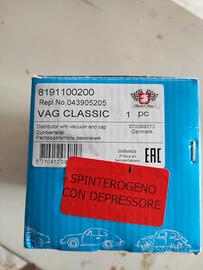 8191100200
Repl.No.043905205
VAG CLASSIC
1 pc
Distributor with vacuum and cap
Zündverteiler
Распределитель зажигания
072209272
Denmark
EAC
SPINTEROGENO
CON DEPRESSORE